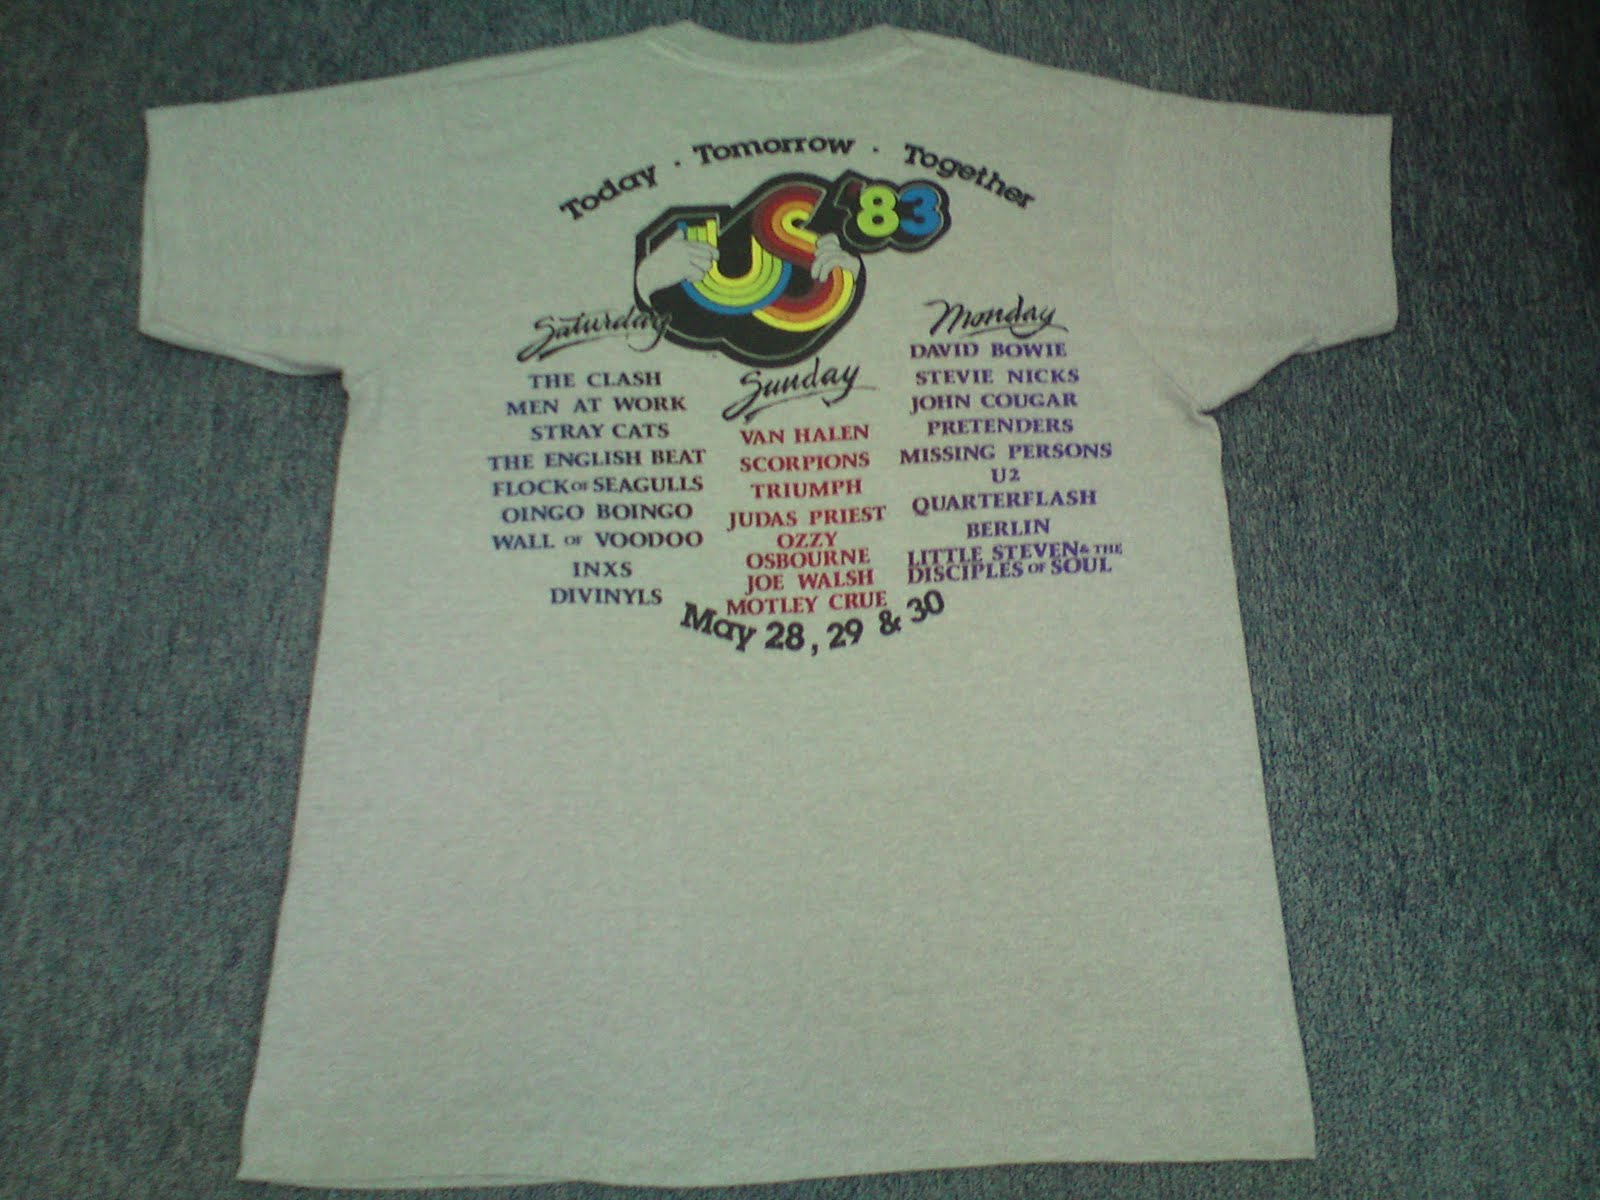 Today · Tomorrow · Together
US '83
Saturday
THE CLASH
MEN AT WORK
STRAY CATS
THE ENGLISH BEAT
FLOCK OF SEAGULLS
OINGO BOINGO
WALL OF VOODOO
INXS
DIVINYLS
Sunday
VAN HALEN
SCORPIONS
TRIUMPH
JUDAS PRIEST
OZZY
OSBOURNE
JOE WALSH
MOTLEY CRUE
Monday
DAVID BOWIE
STEVIE NICKS
JOHN COUGAR
PRETENDERS
MISSING PERSONS
U2
QUARTERFLASH
BERLIN
LITTLE STEVEN & THE
DISCIPLES OF SOUL
May 28, 29 & 30